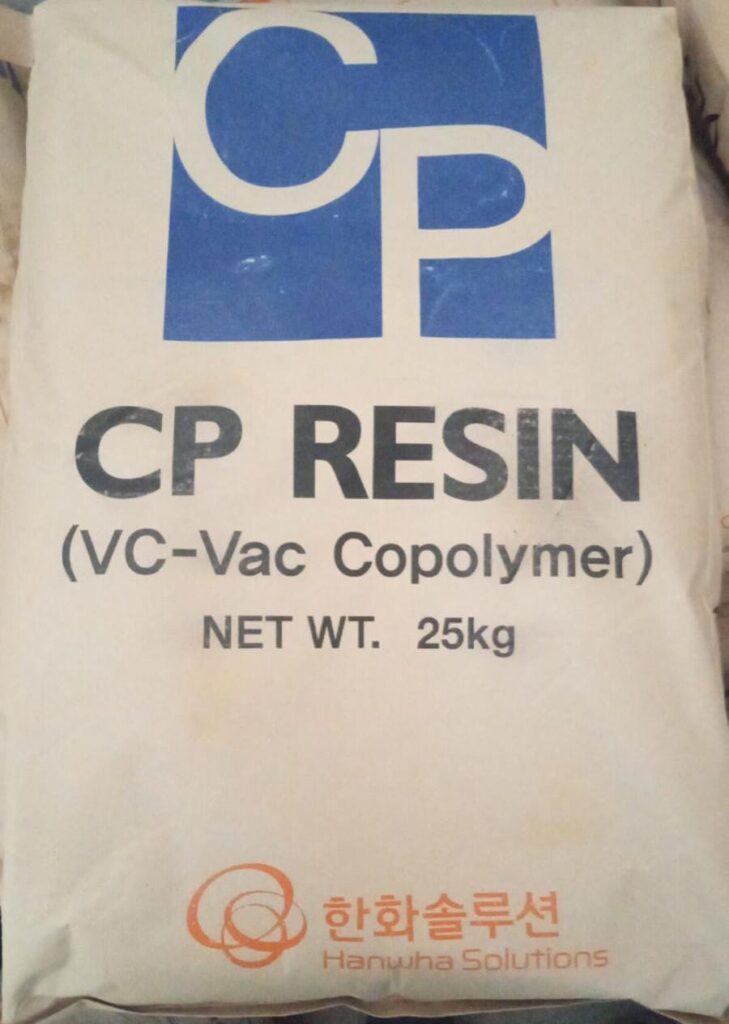 CP
CP RESIN
(VC-Vac Copolymer)
NET WT. 25kg
한화솔루션
Hanwha Solutions